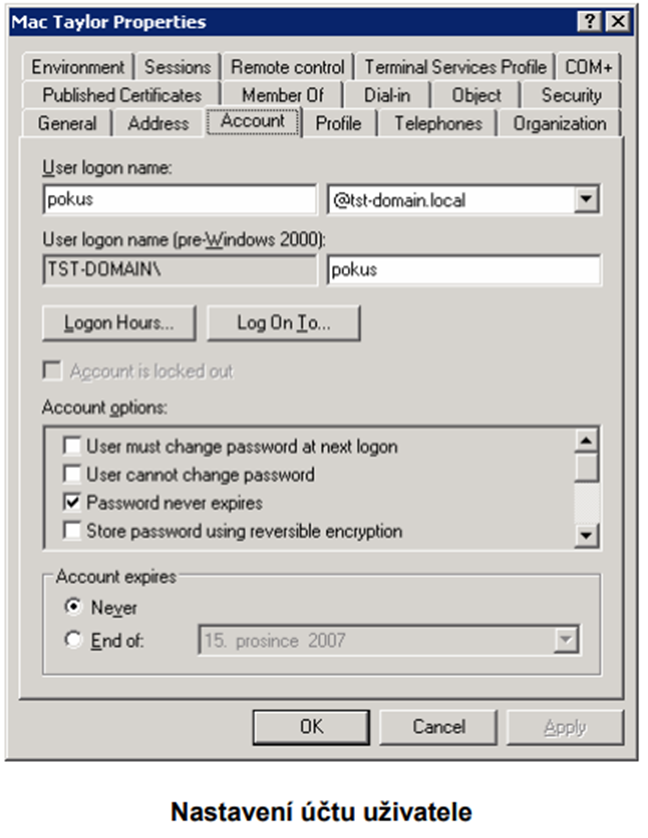 Mac Taylor Properties
Environment Sessions Remote control Terminal Services Profile COM+
Published Certificates Member Of Dial-in Object Security
General Address Account Profile Telephones Organization
User logon name:
pokus @tst-domain.local
User logon name (pre-Windows 2000):
TST-DOMAIN\ pokus
Logon Hours... Log On To...
Account is locked out
Account options:
User must change password at next logon
User cannot change password
Password never expires
Store password using reversible encryption
Account expires
Never
End of: 15. prosince 2007
OK Cancel Apply
Nastavení účtu uživatele